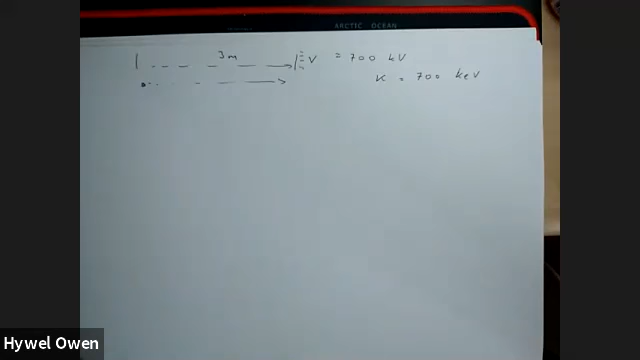 ARCTIC OCEAN
3m
V = 700 kV
K = 700 keV
Hywel Owen